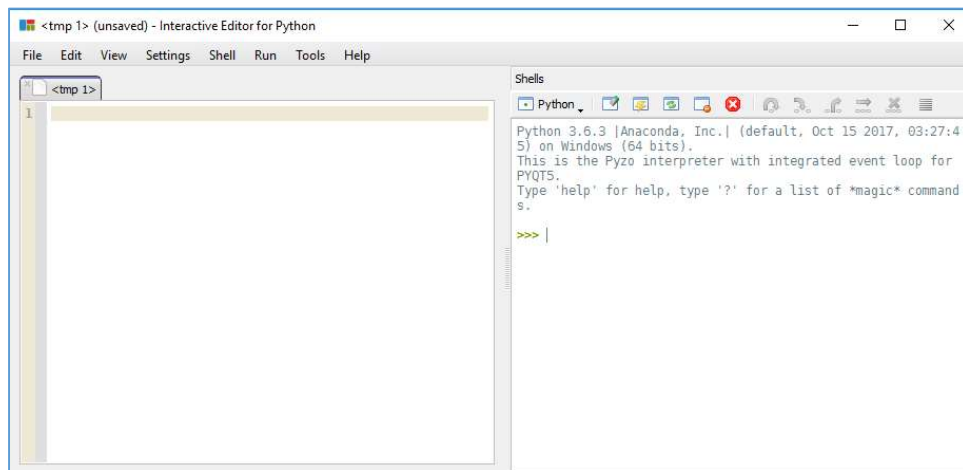 <tmp 1> (unsaved) - Interactive Editor for Python
File Edit View Settings Shell Run Tools Help
<tmp 1>
1
Shells
Python
Python 3.6.3 |Anaconda, Inc.| (default, Oct 15 2017, 03:27:4
5) on Windows (64 bits).
This is the Pyzo interpreter with integrated event loop for
PYQT5.
Type 'help' for help, type '?' for a list of *magic* command
s.
>>>